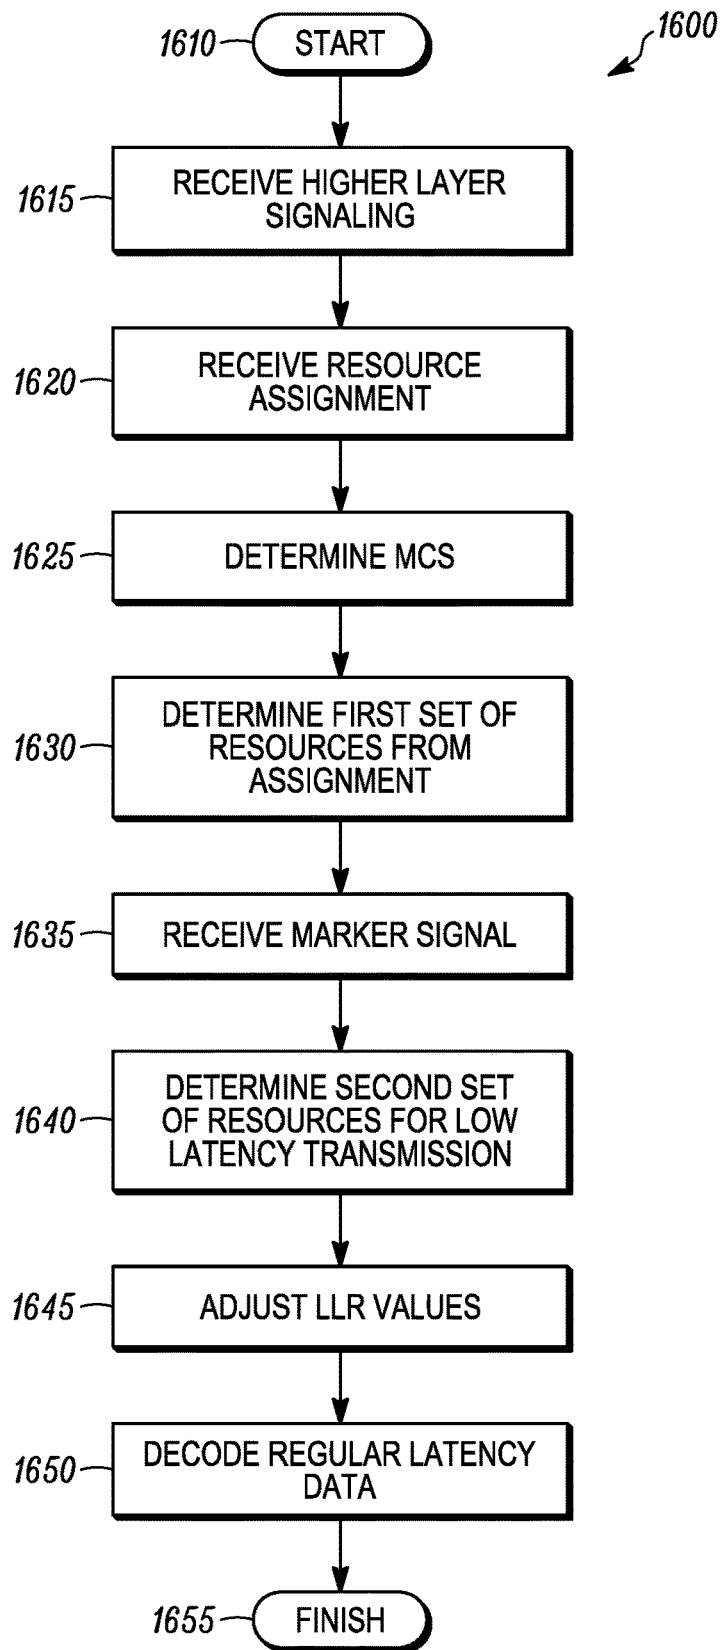 1600
1610
START
1615
RECEIVE HIGHER LAYER
SIGNALING
1620
RECEIVE RESOURCE
ASSIGNMENT
1625
DETERMINE MCS
1630
DETERMINE FIRST SET OF
RESOURCES FROM
ASSIGNMENT
1635
RECEIVE MARKER SIGNAL
1640
DETERMINE SECOND SET
OF RESOURCES FOR LOW
LATENCY TRANSMISSION
1645
ADJUST LLR VALUES
1650
DECODE REGULAR LATENCY
DATA
1655
FINISH